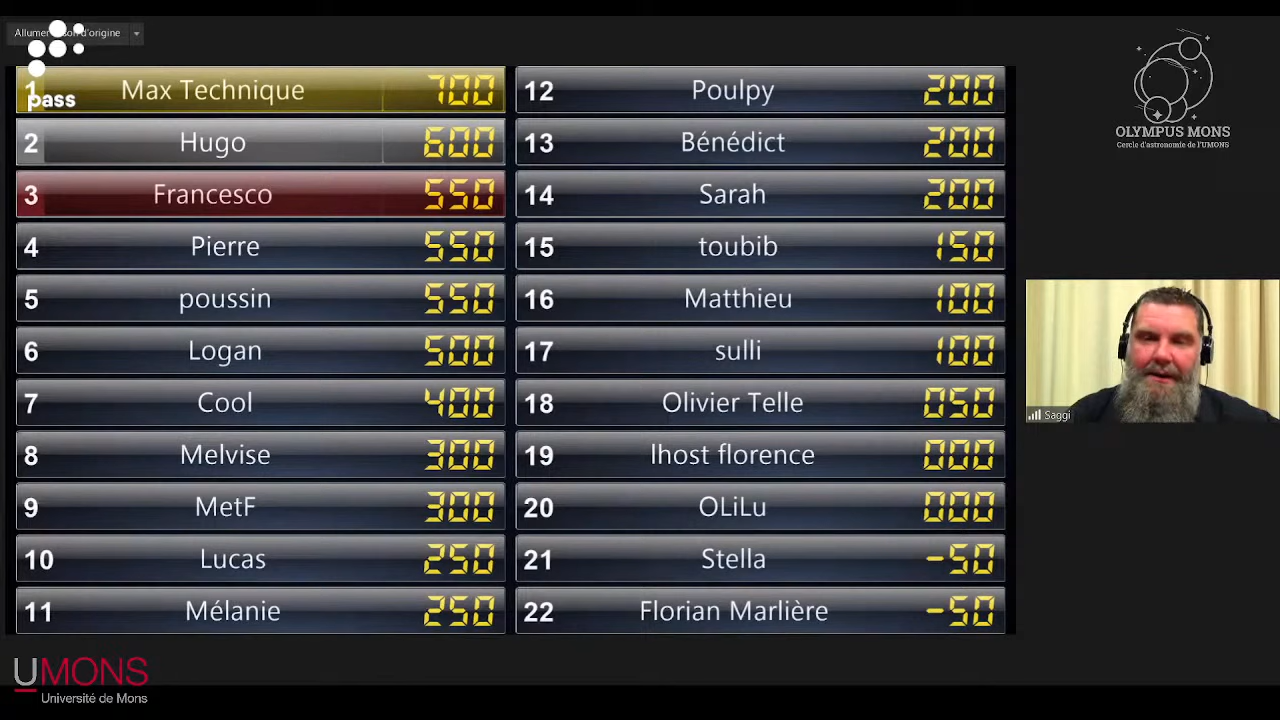 Allumer
d'origine
pass
1 Max Technique 700
2 Hugo 600
3 Francesco 550
4 Pierre 550
5 poussin 550
6 Logan 500
7 Cool 400
8 Melvise 300
9 MetF 300
10 Lucas 250
11 Mélanie 250
12 Poulpy 200
13 Bénédict 200
14 Sarah 200
15 toubib 150
16 Matthieu 100
17 sulli 100
18 Olivier Telle 050
19 lhost florence 000
20 OLiLu 000
21 Stella -50
22 Florian Marlière -50
OLYMPUS MONS
Cercle d'astronomie de l'UMONS
Saggi
UMONS
Université de Mons